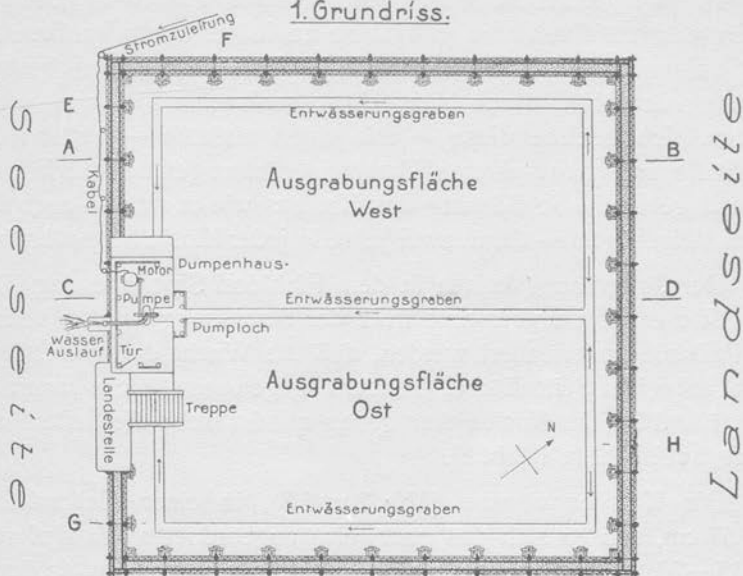 1. Grundriss.
Stromzuleitung
F
E
Entwässerungsgraben
A
B
Kabel
Ausgrabungsfläche
West
Seeseite
Landseite
Motor
Pumpenhaus-
C
Pumpe
Entwässerungsgraben
D
Wasser
Auslauf
Tür
Pumploch
Ausgrabungsfläche
Ost
Landestelle
Treppe
N
H
G
Entwässerungsgraben